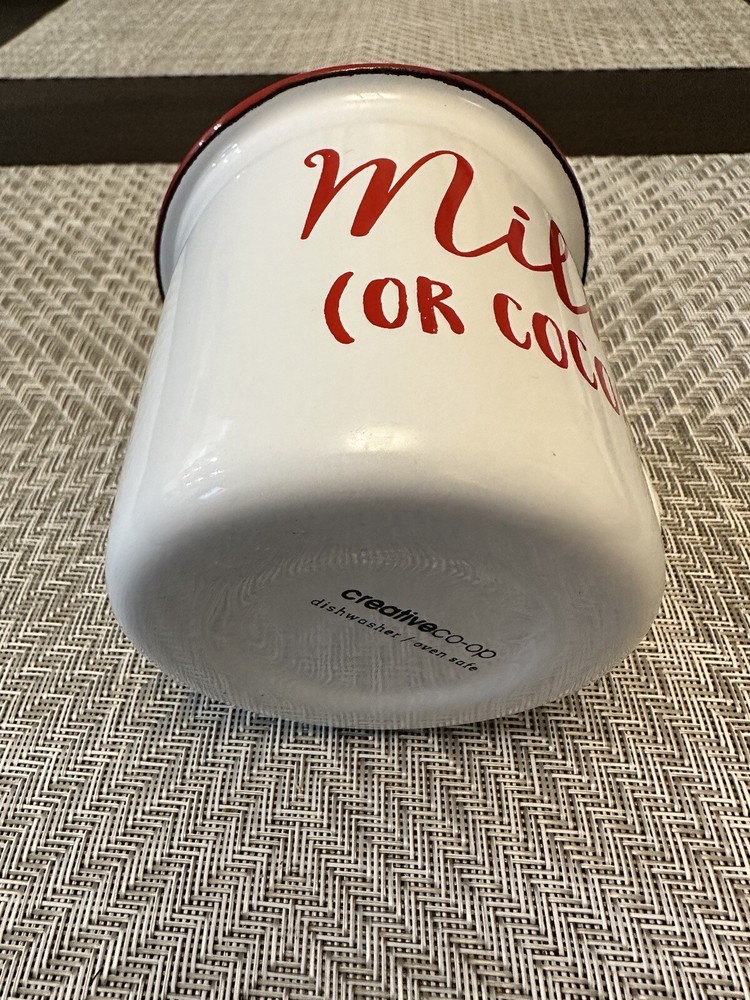 Mil
(OR COCO
creativeco-op
dishwasher / oven safe